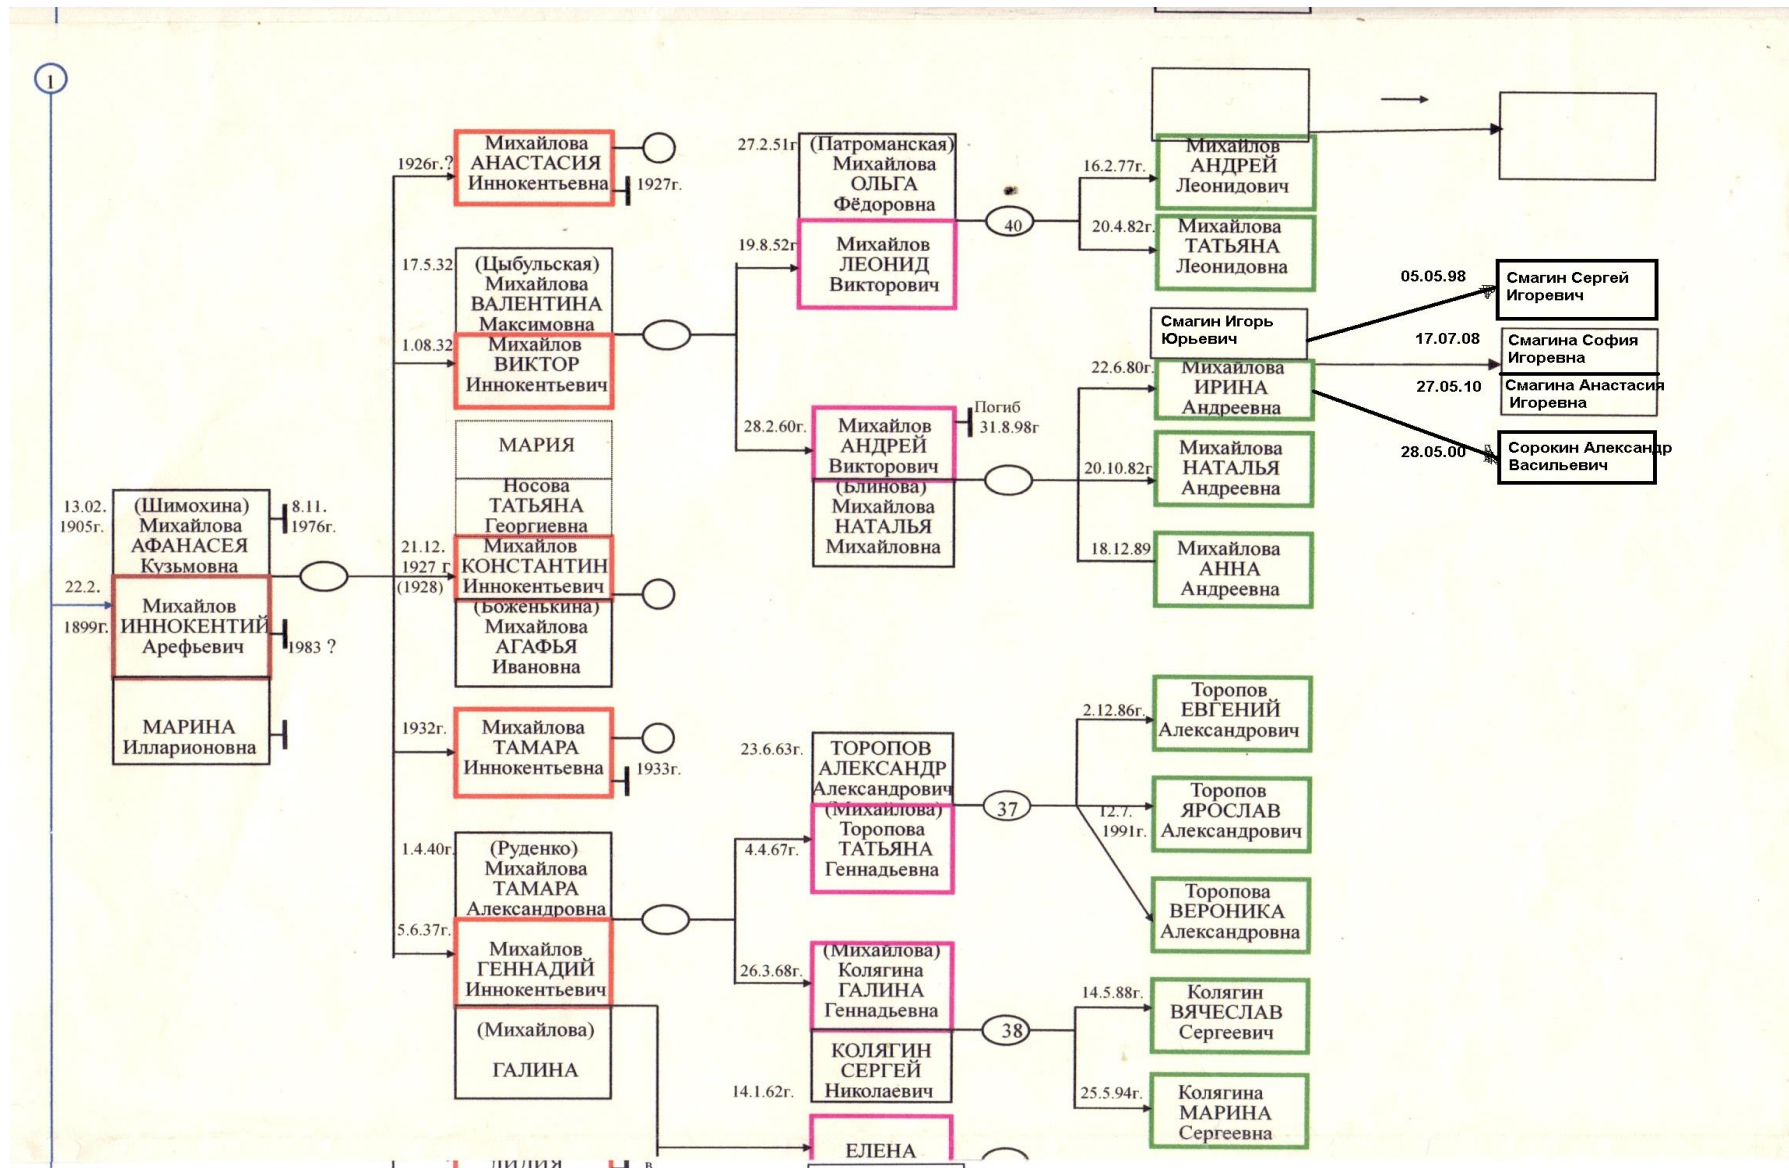 1
13.02.
1905г.
(Шимохина)
Михайлова
АФАНАСЕЯ
Кузьмовна
8.11.
1976г.
22.2.
1899г.
Михайлов
ИННОКЕНТИЙ
Арефьевич
1983 ?
МАРИНА
Илларионовна
1926г.?
Михайлова
АНАСТАСИЯ
Иннокентьевна
1927г.
17.5.32
(Цыбульская)
Михайлова
ВАЛЕНТИНА
Максимовна
1.08.32
Михайлов
ВИКТОР
Иннокентьевич
МАРИЯ
Носова
ТАТЬЯНА
Георгиевна
21.12.
1927 г
(1928)
Михайлов
КОНСТАНТИН
Иннокентьевич
(Боженькина)
Михайлова
АГАФЬЯ
Ивановна
1932г.
Михайлова
ТАМАРА
Иннокентьевна
1933г.
1.4.40г.
(Руденко)
Михайлова
ТАМАРА
Александровна
5.6.37г.
Михайлов
ГЕННАДИЙ
Иннокентьевич
(Михайлова)
ГАЛИНА
ЛИЛИЯ
в
27.2.51г
(Патроманская)
Михайлова
ОЛЬГА
Фёдоровна
19.8.52г
Михайлов
ЛЕОНИД
Викторович
40
28.2.60г.
Михайлов
АНДРЕЙ
Викторович
Погиб
31.8.98г
(Блинова)
Михайлова
НАТАЛЬЯ
Михайловна
23.6.63г.
ТОРОПОВ
АЛЕКСАНДР
Александрович
4.4.67г.
(Михайлова)
Торопова
ТАТЬЯНА
Геннадьевна
37
26.3.68г.
(Михайлова)
Колягина
ГАЛИНА
Геннадьевна
38
14.1.62г.
КОЛЯГИН
СЕРГЕЙ
Николаевич
ЕЛЕНА
16.2.77г.
Михайлов
АНДРЕЙ
Леонидович
20.4.82г.
Михайлова
ТАТЬЯНА
Леонидовна
Смагин Игорь
Юрьевич
22.6.80г.
Михайлова
ИРИНА
Андреевна
20.10.82г
Михайлова
НАТАЛЬЯ
Андреевна
18.12.89
Михайлова
АННА
Андреевна
2.12.86г.
Торопов
ЕВГЕНИЙ
Александрович
12.7.
1991г.
Торопов
ЯРОСЛАВ
Александрович
Торопова
ВЕРОНИКА
Александровна
14.5.88г.
Колягин
ВЯЧЕСЛАВ
Сергеевич
25.5.94г.
Колягина
МАРИНА
Сергеевна
05.05.98
Смагин Сергей
Игоревич
17.07.08
Смагина София
Игоревна
27.05.10
Смагина Анастасия
Игоревна
28.05.00
Сорокин Александр
Васильевич